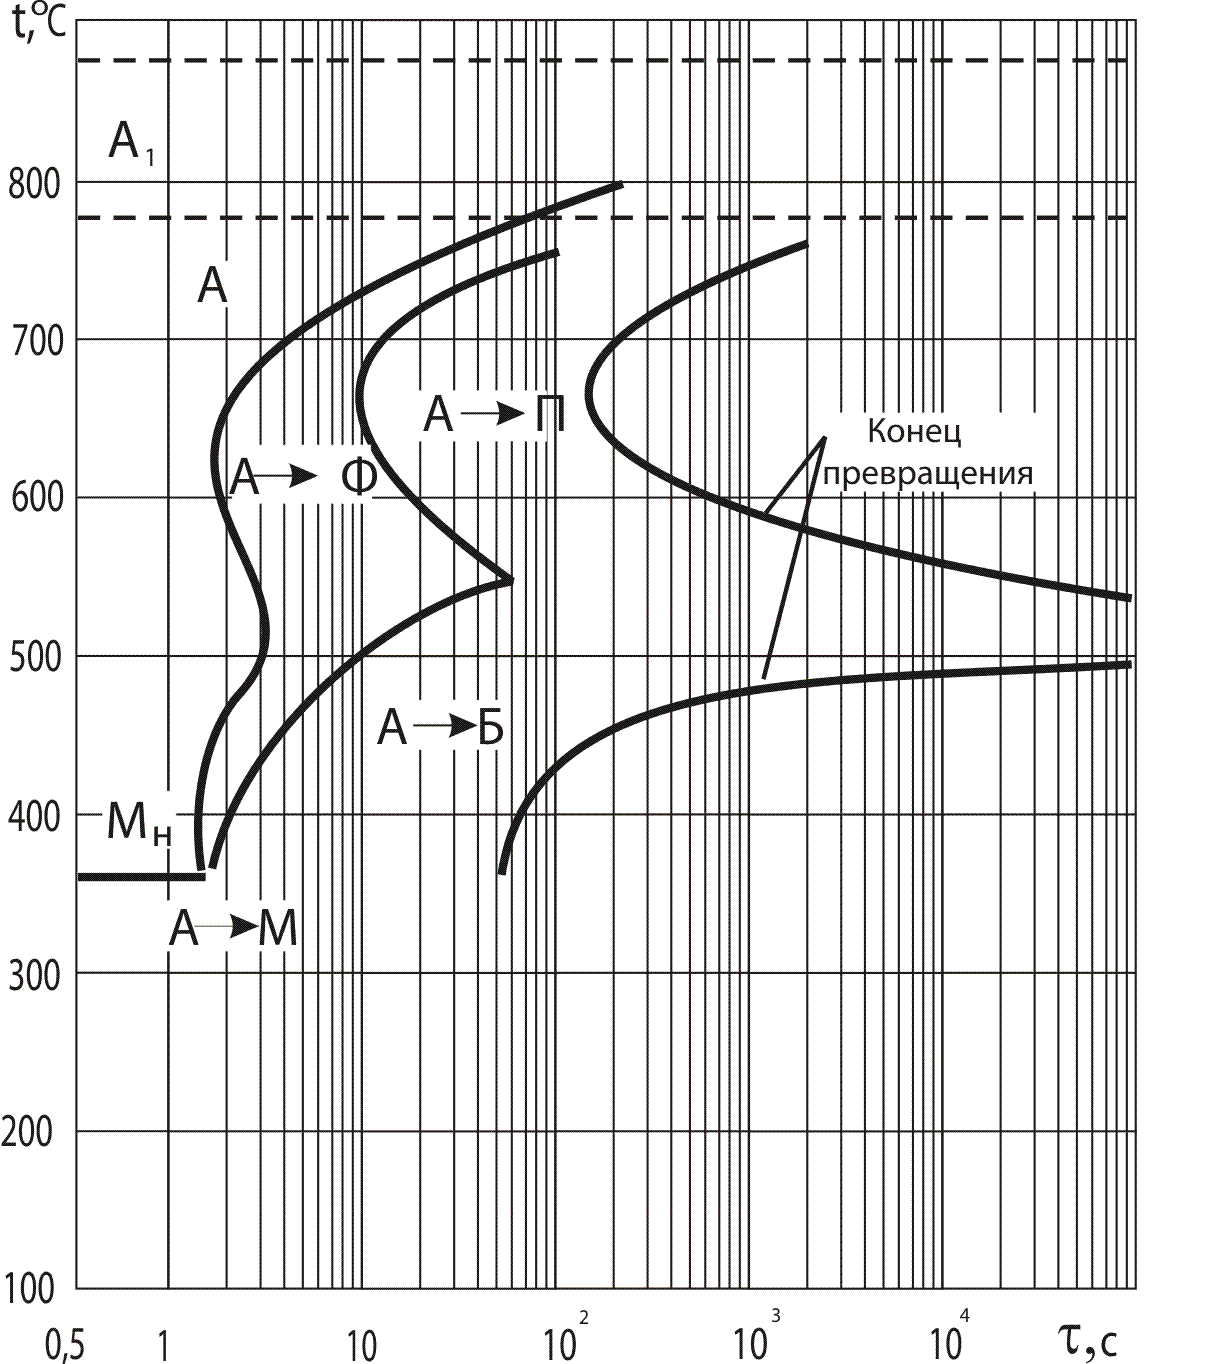 t,°C
A₁
800
A
700
A → П
Конец
превращения
A → Ф
600
500
A → Б
400
Mн
A → M
300
200
100
0,5 1 10 10² 10³ 10⁴ τ,c